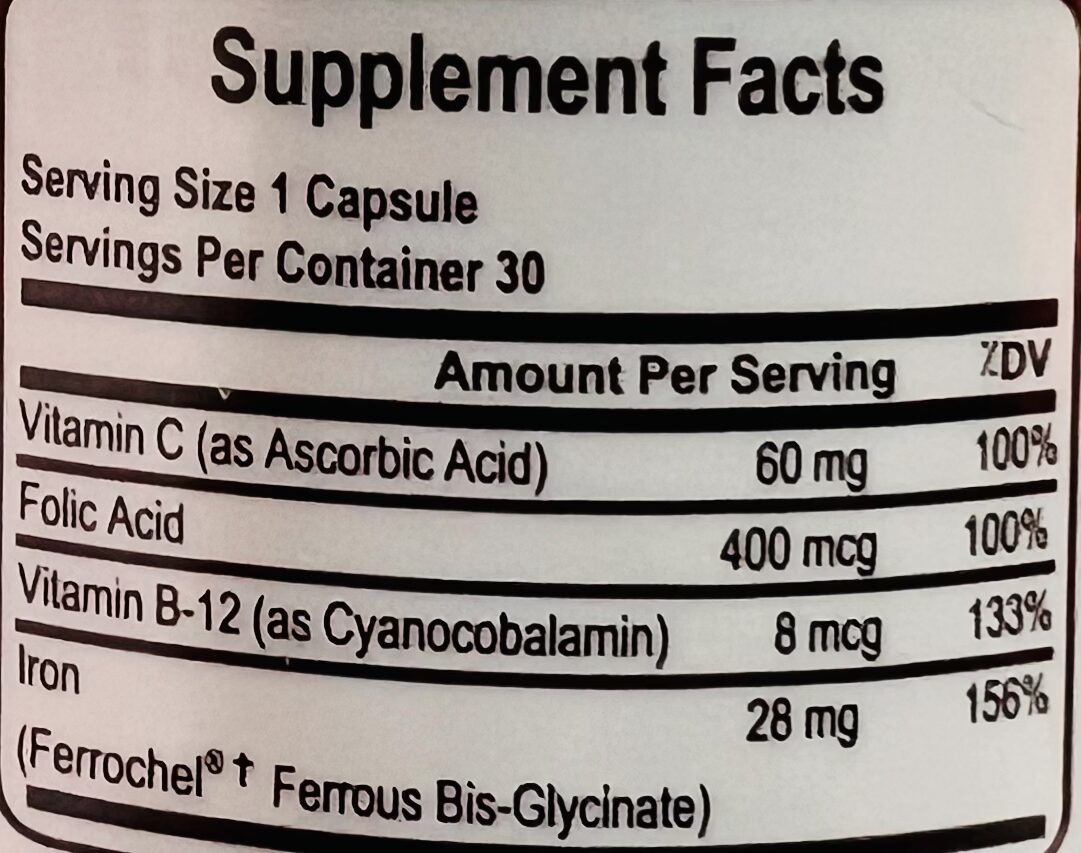 Supplement Facts
Serving Size 1 Capsule
Servings Per Container 30
Amount Per Serving %DV
Vitamin C (as Ascorbic Acid) 60 mg 100%
Folic Acid 400 mcg 100%
Vitamin B-12 (as Cyanocobalamin) 8 mcg 133%
Iron 28 mg 156%
(Ferrochel®† Ferrous Bis-Glycinate)